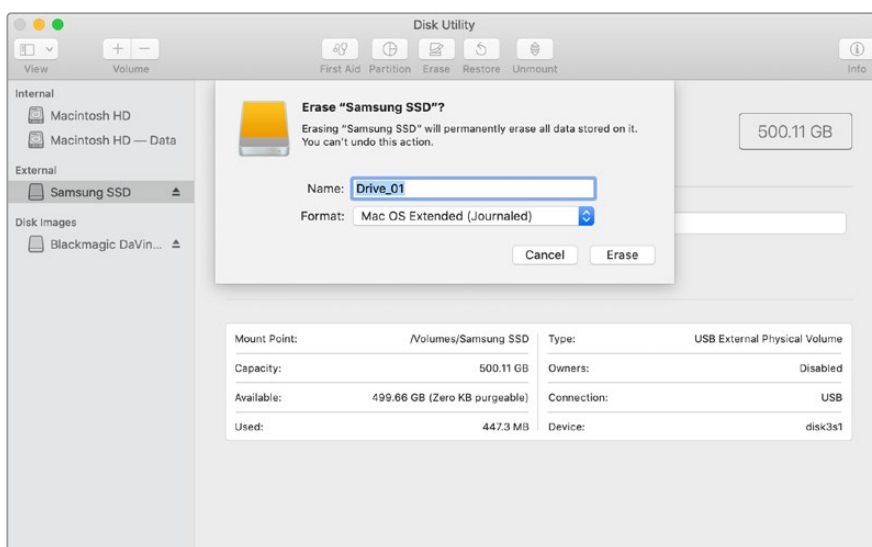 Disk Utility
View
Volume
First Aid Partition Erase Restore Unmount
Info
Internal
Macintosh HD
Macintosh HD — Data
External
Samsung SSD
Disk Images
Blackmagic DaVin...
Erase “Samsung SSD”?
Erasing “Samsung SSD” will permanently erase all data stored on it.
You can’t undo this action.
Name: Drive_01
Format: Mac OS Extended (Journaled)
Cancel Erase
500.11 GB
Mount Point: /Volumes/Samsung SSD
Type: USB External Physical Volume
Capacity: 500.11 GB
Owners: Disabled
Available: 499.66 GB (Zero KB purgeable)
Connection: USB
Used: 447.3 MB
Device: disk3s1